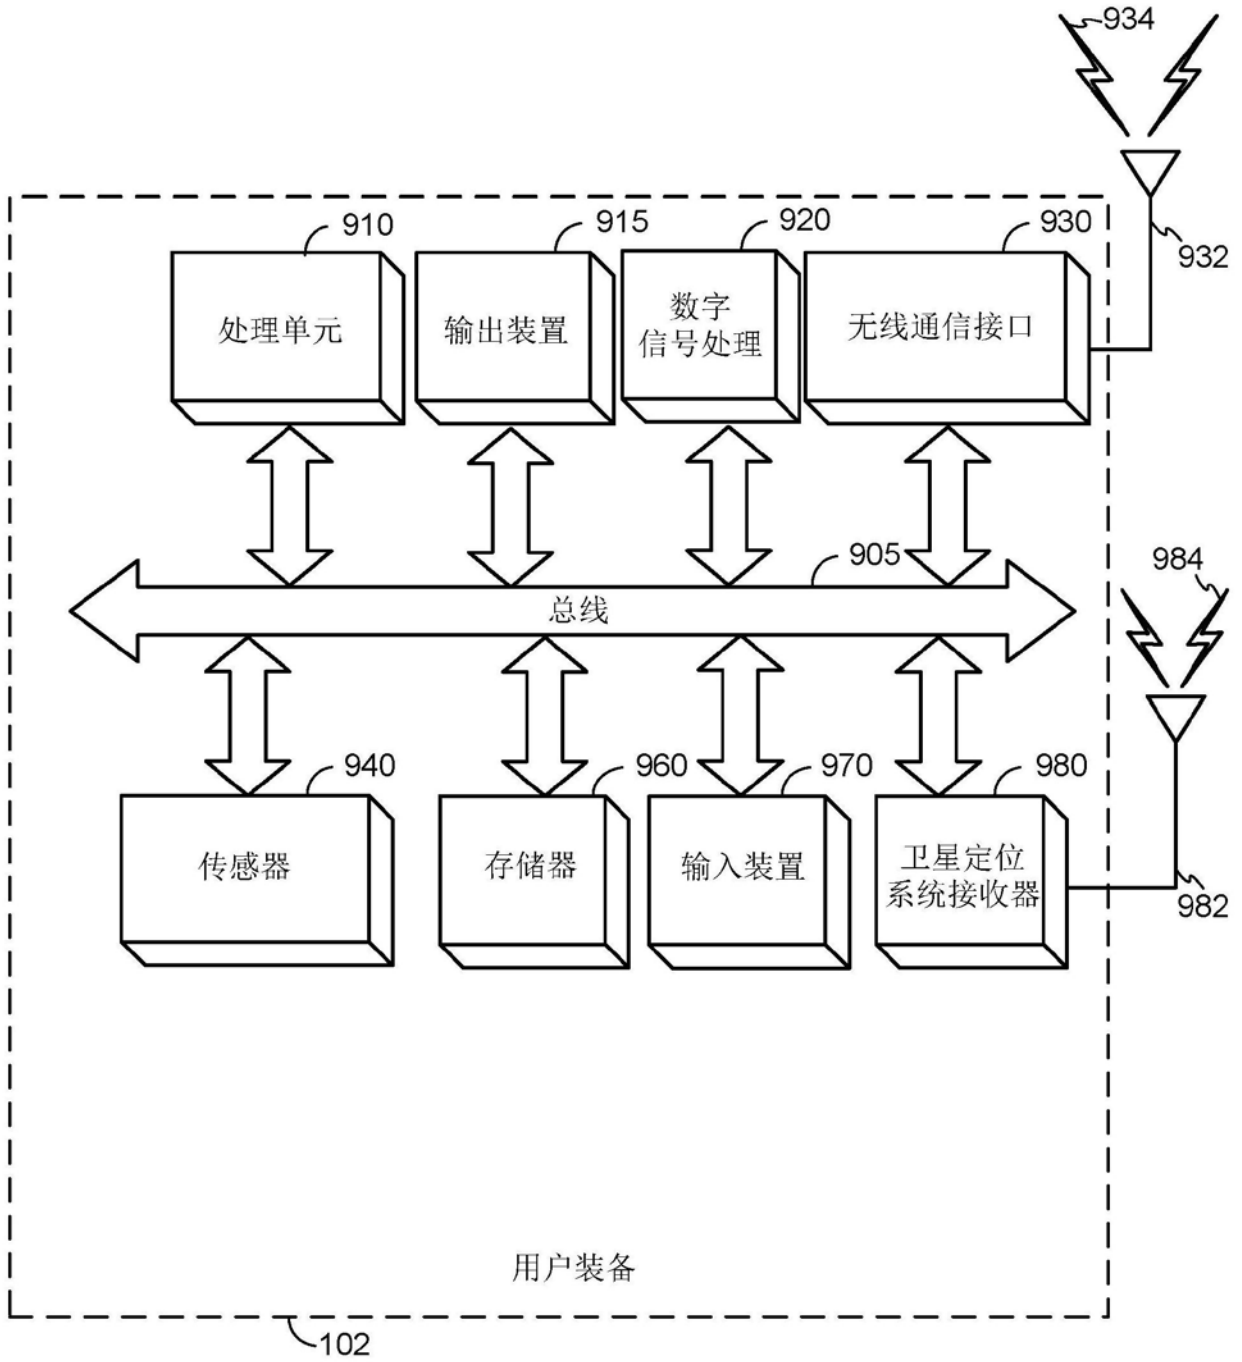 934
910
915
920
930
932
处理单元
输出装置
数字
信号处理
无线通信接口
905
984
总线
940
960
970
980
传感器
存储器
输入装置
卫星定位
系统接收器
982
用户装备
102